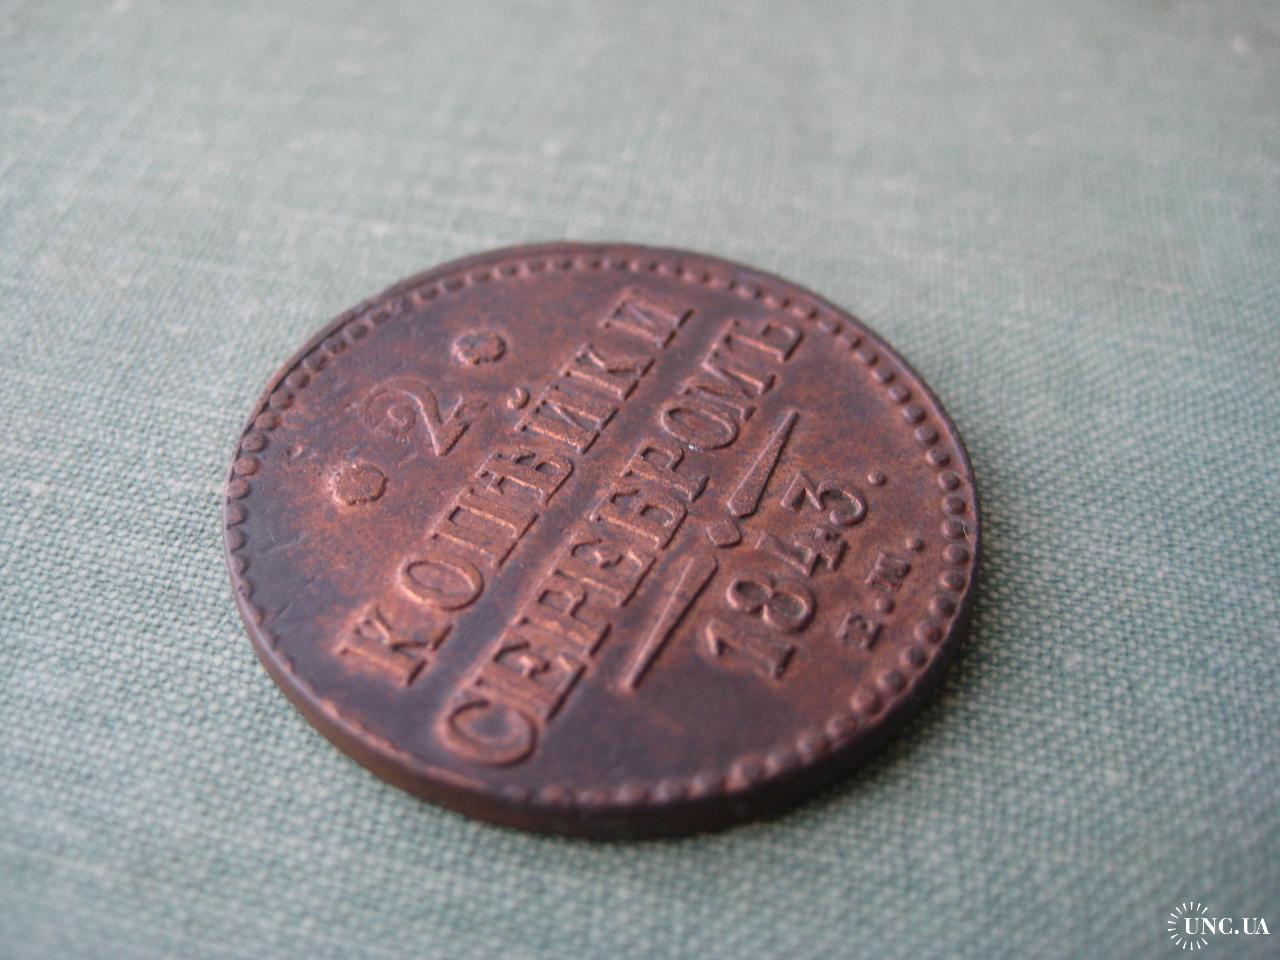 2
КОПѢЙКИ
СЕРЕБРОМЪ
1843.
Е.М.
UNC.UA